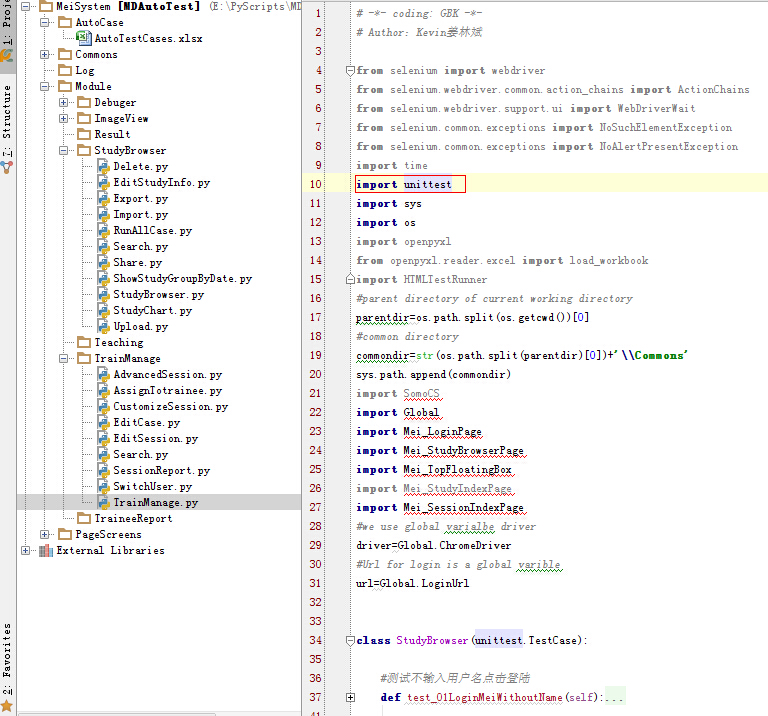 1: Proje
7: Structure
2: Favorites
MeiSystem [MDAutoTest] (E:\PyScripts\MD
AutoCase
AutoTestCases.xlsx
Commons
Log
Module
Debuger
ImageView
Result
StudyBrowser
Delete.py
EditStudyInfo.py
Export.py
Import.py
RunAllCase.py
Search.py
Share.py
ShowStudyGroupByDate.py
StudyBrowser.py
StudyChart.py
Upload.py
Teaching
TrainManage
AdvancedSession.py
AssignTotrainee.py
CustomizeSession.py
EditCase.py
EditSession.py
Search.py
SessionReport.py
SwitchUser.py
TrainManage.py
TraineeReport
PageScreens
External Libraries
1 # -*- coding: GBK -*-
2 # Author: Kevin姜林斌
3
4 from selenium import webdriver
5 from selenium.webdriver.common.action_chains import ActionChains
6 from selenium.webdriver.support.ui import WebDriverWait
7 from selenium.common.exceptions import NoSuchElementException
8 from selenium.common.exceptions import NoAlertPresentException
9 import time
10 import unittest
11 import sys
12 import os
13 import openpyxl
14 from openpyxl.reader.excel import load_workbook
15 import HTMLTestRunner
16 #parent directory of current working directory
17 parentdir=os.path.split(os.getcwd())[0]
18 #common directory
19 commondir=str(os.path.split(parentdir)[0])+'\\Commons'
20 sys.path.append(commondir)
21 import SomoCS
22 import Global
23 import Mei_LoginPage
24 import Mei_StudyBrowserPage
25 import Mei_TopFloatingBox
26 import Mei_StudyIndexPage
27 import Mei_SessionIndexPage
28 #we use global varialbe driver
29 driver=Global.ChromeDriver
30 #Url for login is a global varible
31 url=Global.LoginUrl
32
33
34 class StudyBrowser(unittest.TestCase):
35
36 #测试不输入用户名点击登陆
37 def test_01LoginMeiWithoutName(self):...